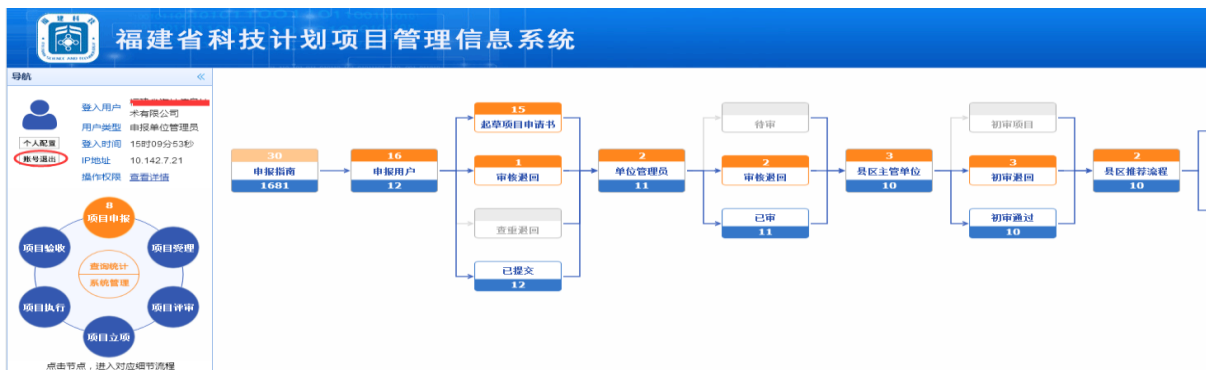 福建科技
福建省科技计划项目管理信息系统
导航
登入用户
术有限公司
用户类型 申报单位管理员
个人配置
登入时间 15时09分53秒
账号退出
IP地址 10.142.7.21
操作权限 查看详情
8
项目申报
项目验收
项目受理
查询统计
系统管理
项目执行
项目评审
项目立项
点击节点，进入对应细节流程
30
申报指南
1681
16
申报用户
12
15
起草项目申请书
1
审核退回
查重退回
已提交
12
2
单位管理员
11
待审
2
审核退回
已审
11
3
县区主管单位
10
初审项目
3
初审退回
初审通过
10
2
县区推荐流程
10